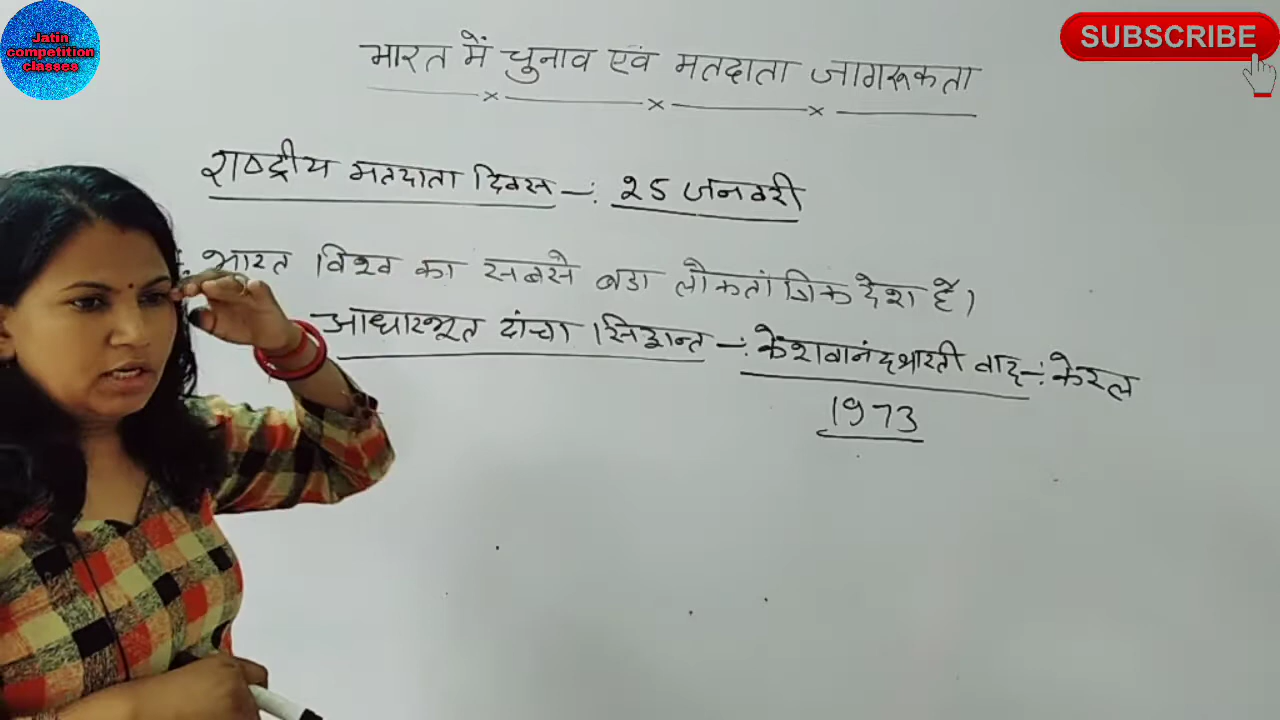 Jatin
competition
classes
SUBSCRIBE
भारत में चुनाव एवं मतदाता जागरूकता
राष्ट्रीय मतदाता दिवस -: 25 जनवरी
भारत विश्व का सबसे बडा लोकतांत्रिक देश है।
आधारभूत ढांचा सिद्धान्त -: केशवानंदभारती वाद -: केरल
1973